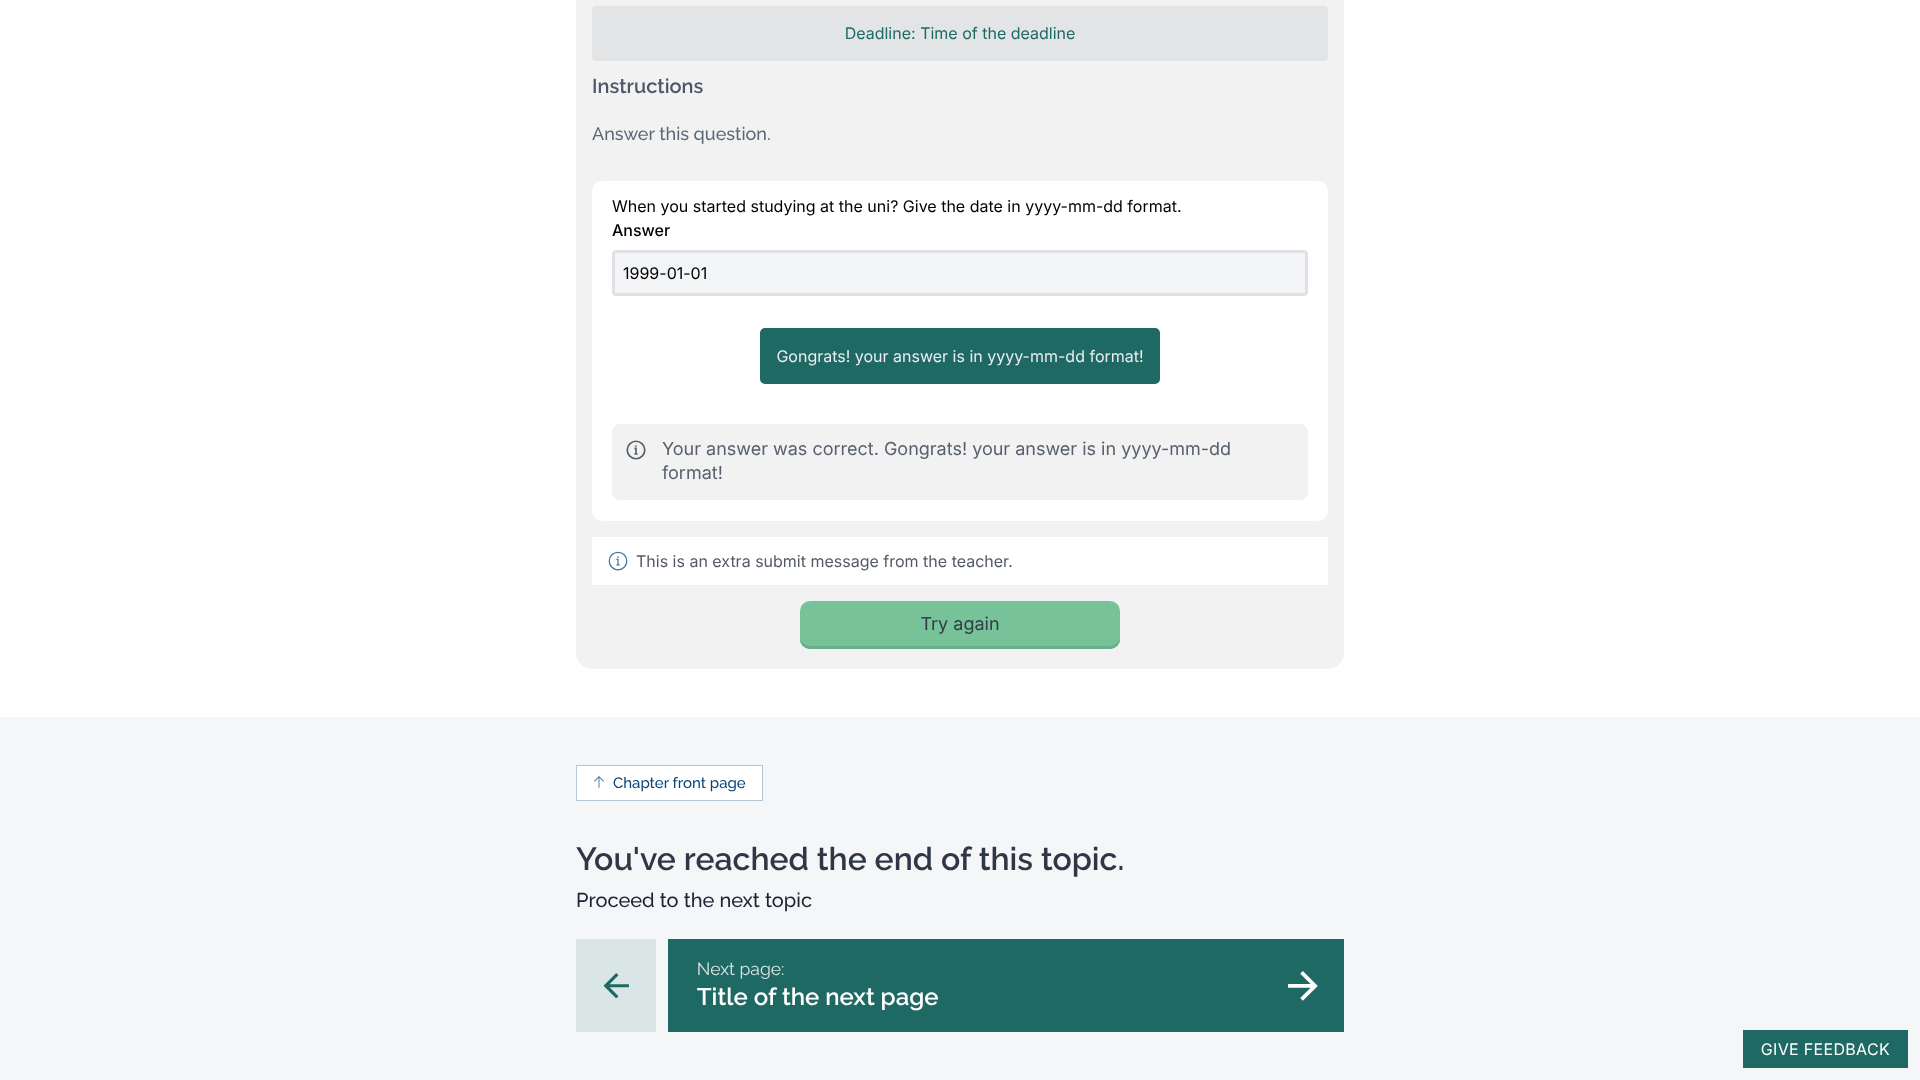 Deadline: Time of the deadline
Instructions
Answer this question.
When you started studying at the uni? Give the date in yyyy-mm-dd format.
Answer
1999-01-01
Gongrats! your answer is in yyyy-mm-dd format!
Your answer was correct. Gongrats! your answer is in yyyy-mm-dd
format!
This is an extra submit message from the teacher.
Try again
Chapter front page
You've reached the end of this topic.
Proceed to the next topic
Next page:
Title of the next page
GIVE FEEDBACK